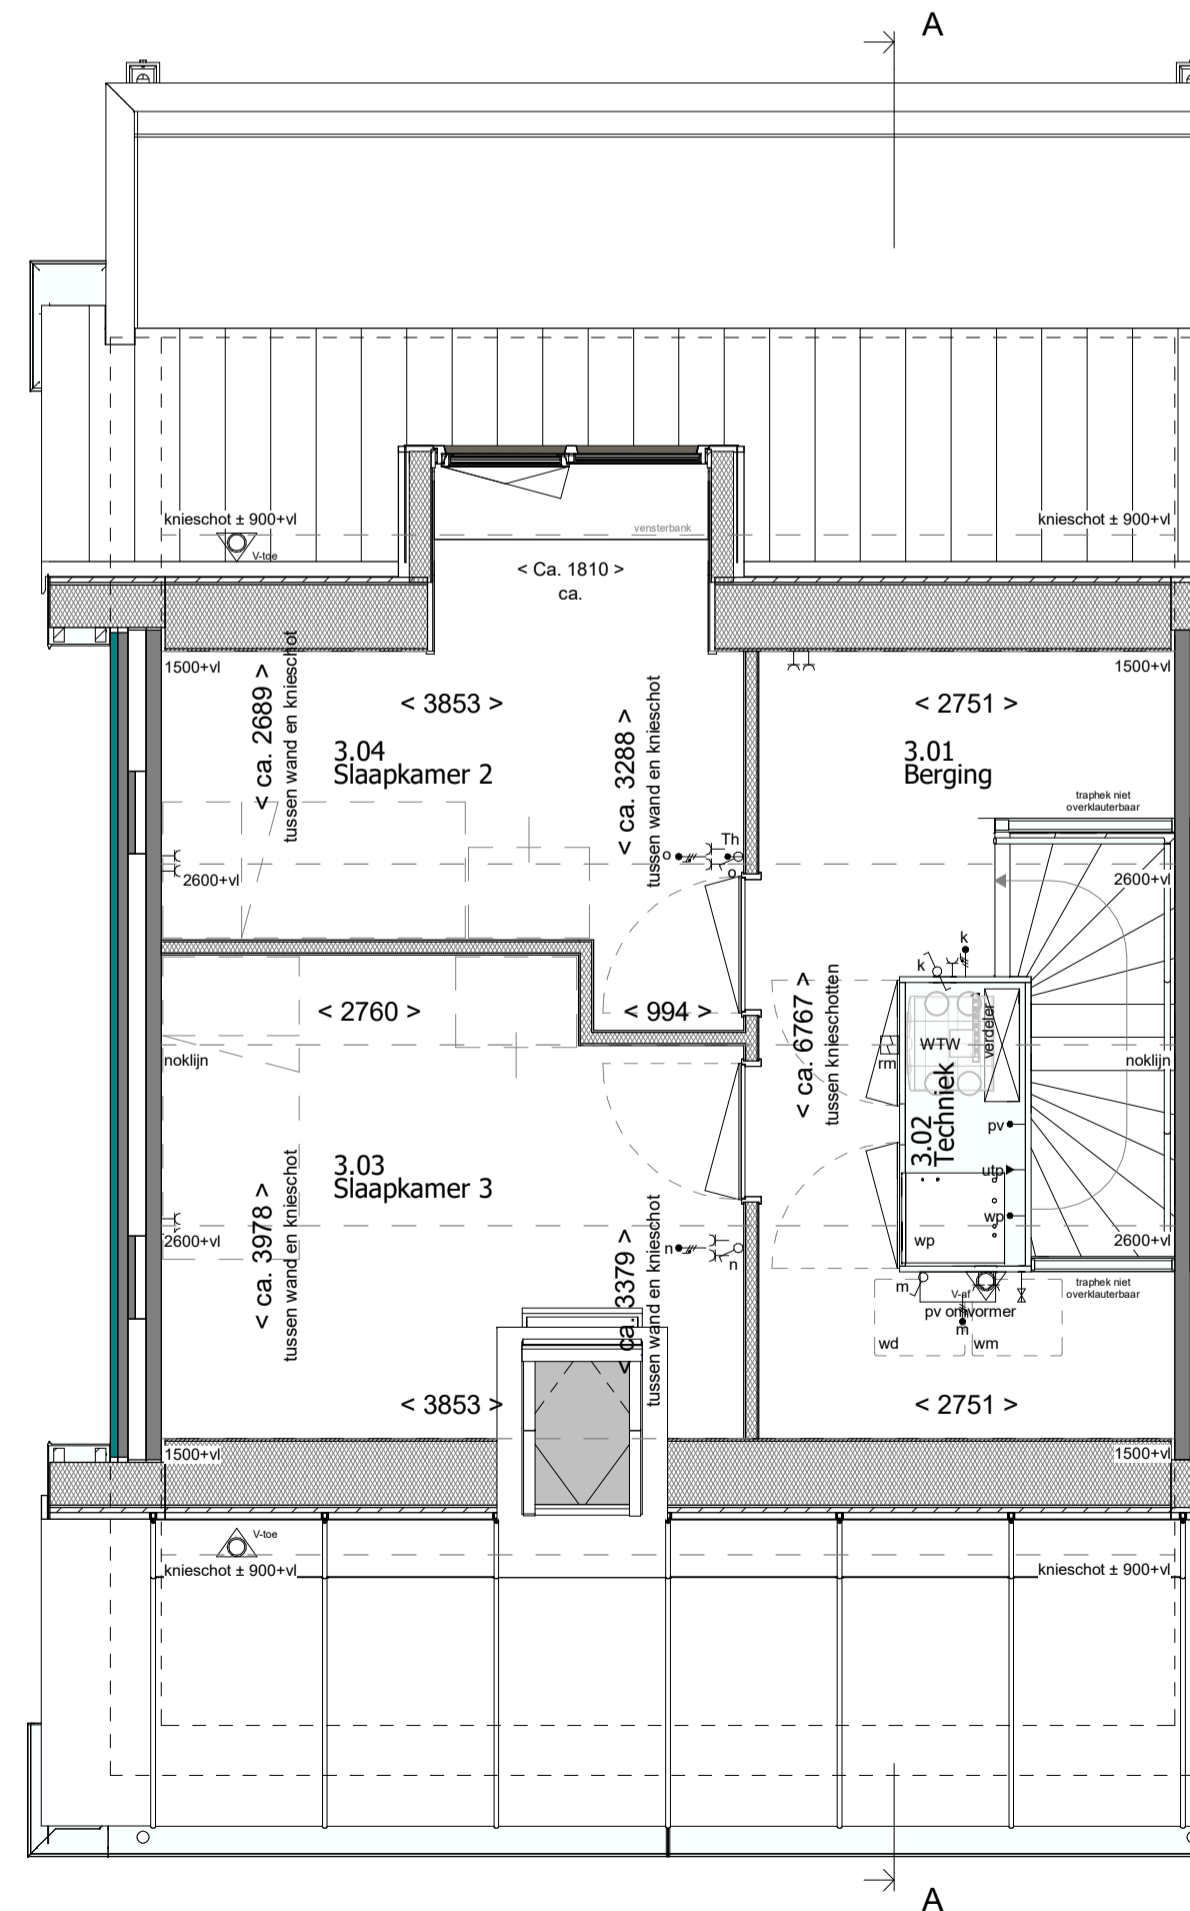 A
knieschot ± 900+vl
V-toe
vensterbank
knieschot ± 900+vl
< Ca. 1810 >
ca.
1500+vl
1500+vl
< ca. 2689 >
tussen wand en knieschot
< 3853 >
< ca. 3288 >
tussen wand en knieschot
< 2751 >
3.04
Slaapkamer 2
3.01
Berging
traphek niet
overklauterbaar
o
Th
o
2600+vl
2600+vl
k
k
< 2760 >
< 994 >
< ca. 6767 >
tussen knieschotten
WTW
verdeler
rm
noklijn
noklijn
3.02
Techniek
pv
utp
wp
wp
3.03
Slaapkamer 3
< ca. 3978 >
tussen wand en knieschot
< ca. 3379 >
tussen wand en knieschot
2600+vl
n
n
2600+vl
m
V-af
pv omvormer
m
traphek niet
overklauterbaar
wd
wm
< 3853 >
< 2751 >
1500+vl
1500+vl
V-toe
knieschot ± 900+vl
knieschot ± 900+vl
A